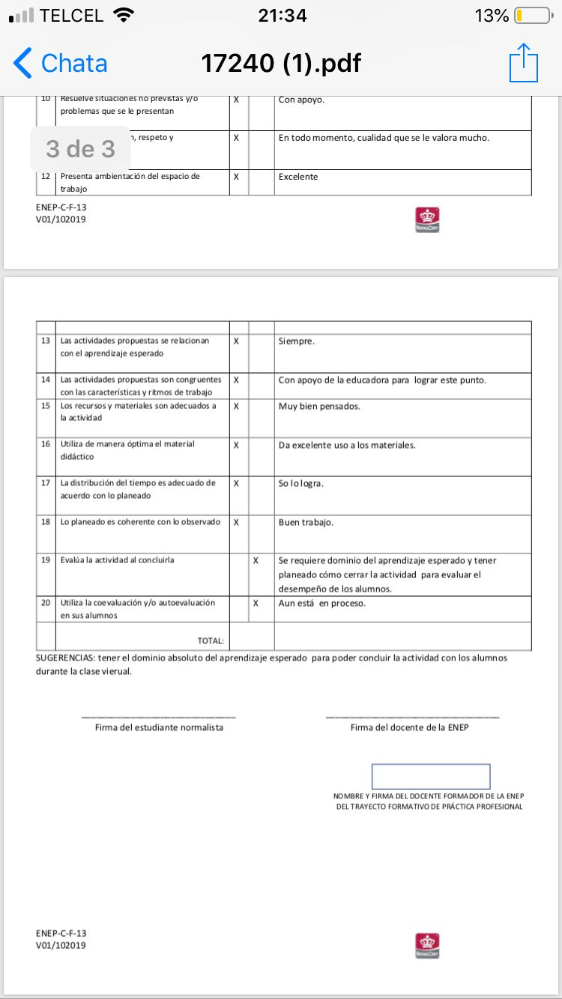 TELCEL 21:34 13%
Chata 17240 (1).pdf
10 Resuelve situaciones no previstas y/o X Con apoyo.
problemas que se le presentan
3 de 3 , respeto y X En todo momento, cualidad que se le valora mucho.
12 Presenta ambientación del espacio de X Excelente
trabajo
ENEP-C-F-13
V01/102019
ROYALCERT
13 Las actividades propuestas se relacionan X Siempre.
con el aprendizaje esperado
14 Las actividades propuestas son congruentes X Con apoyo de la educadora para lograr este punto.
con las características y ritmos de trabajo
15 Los recursos y materiales son adecuados a X Muy bien pensados.
la actividad
16 Utiliza de manera óptima el material X Da excelente uso a los materiales.
didáctico
17 La distribución del tiempo es adecuado de X So lo logra.
acuerdo con lo planeado
18 Lo planeado es coherente con lo observado X Buen trabajo.
19 Evalúa la actividad al concluirla X Se requiere dominio del aprendizaje esperado y tener
planeado cómo cerrar la actividad para evaluar el
desempeño de los alumnos.
20 Utiliza la coevaluación y/o autoevaluación X Aun está en proceso.
en sus alumnos
TOTAL:
SUGERENCIAS: tener el dominio absoluto del aprendizaje esperado para poder concluir la actividad con los alumnos
durante la clase vierual.
Firma del estudiante normalista Firma del docente de la ENEP
NOMBRE Y FIRMA DEL DOCENTE FORMADOR DE LA ENEP
DEL TRAYECTO FORMATIVO DE PRÁCTICA PROFESIONAL
ENEP-C-F-13
V01/102019
ROYALCERT